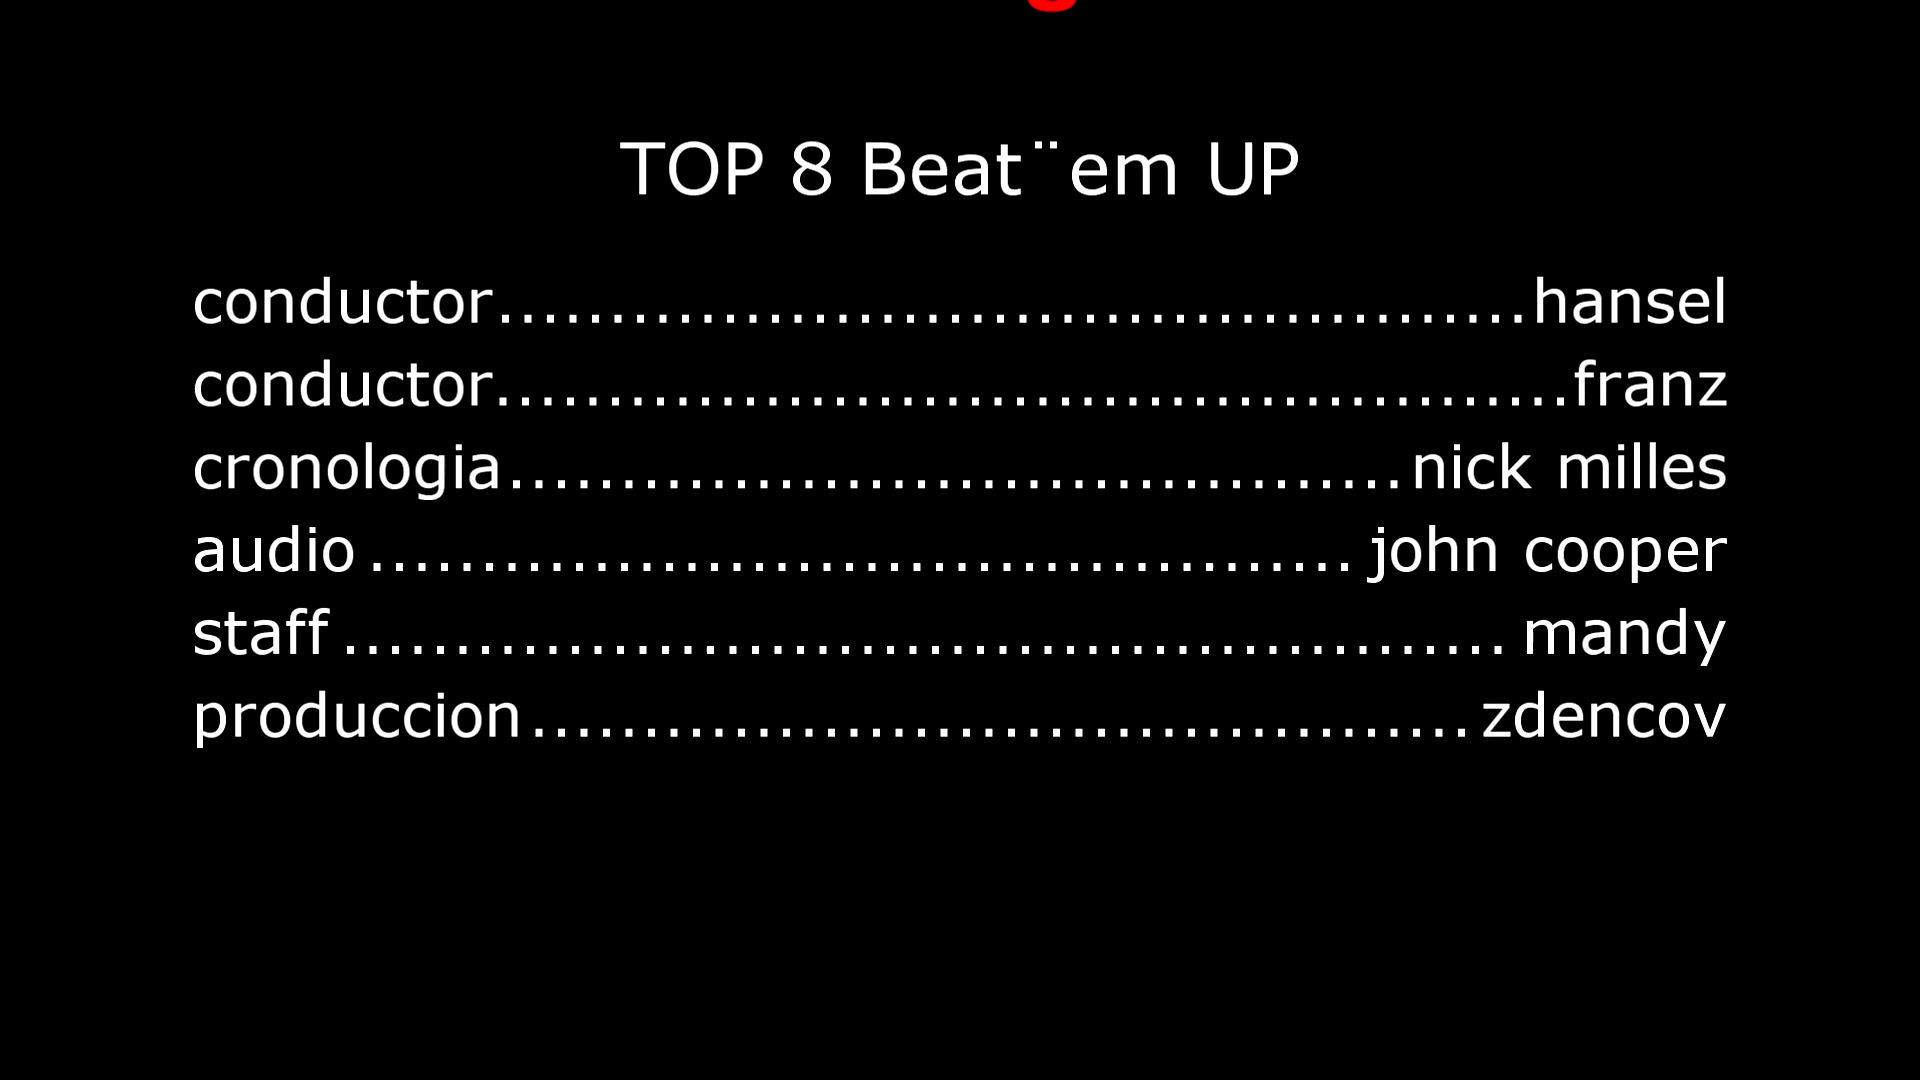 TOP 8 Beat¨em UP
conductor..............................................hansel
conductor................................................franz
cronologia........................................nick milles
audio............................................john cooper
staff....................................................mandy
produccion..........................................zdencov